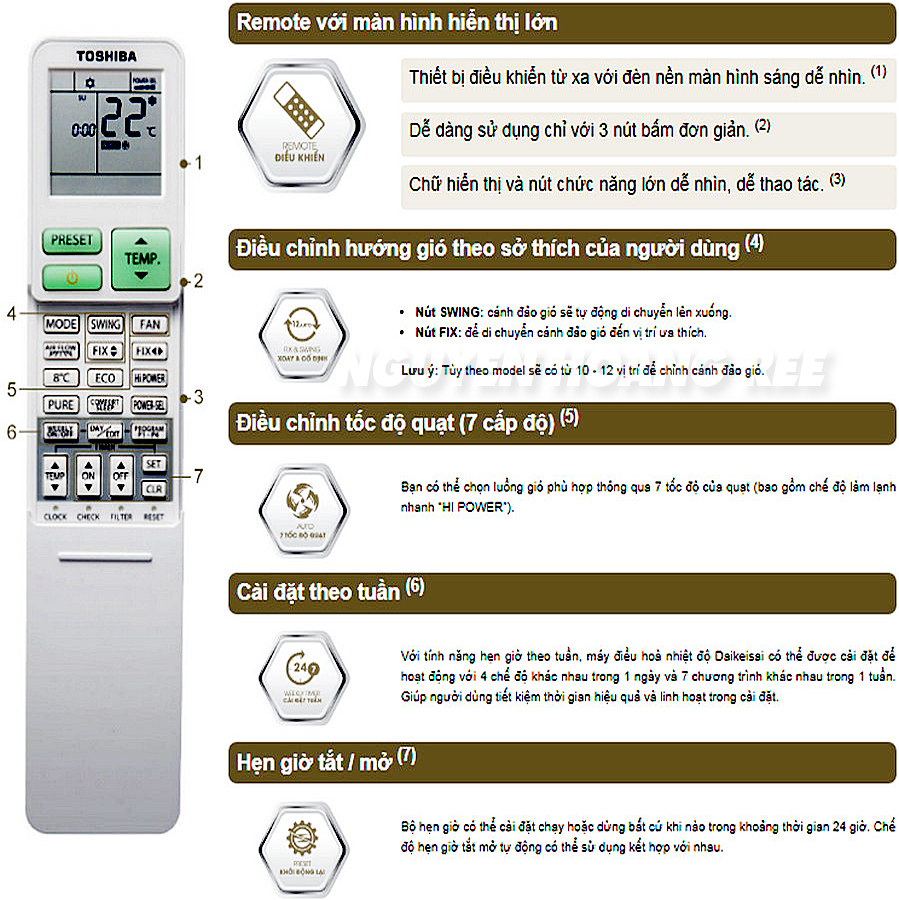 TOSHIBA
POWER-SEL
SU
0:00 22 °C
1
PRESET
TEMP.
2
4
MODE SWING FAN
AIR FLOW
FIX FIX
8°C ECO Hi POWER
5
3
PURE COMFORT SLEEP POWER-SEL
6
WEEKLY ON/OFF DAY/EDIT PROGRAM P1-P4
TEMP ON OFF SET
7
CLR
CLOCK CHECK FILTER RESET
Remote với màn hình hiển thị lớn
REMOTE
ĐIỀU KHIỂN
Thiết bị điều khiển từ xa với đèn nền màn hình sáng dễ nhìn. (1)
Dễ dàng sử dụng chỉ với 3 nút bấm đơn giản. (2)
Chữ hiển thị và nút chức năng lớn dễ nhìn, dễ thao tác. (3)
Điều chỉnh hướng gió theo sở thích của người dùng (4)
FIX & SWING
XOAY & CỐ ĐỊNH
• Nút SWING: cánh đảo gió sẽ tự động di chuyển lên xuống.
• Nút FIX: để di chuyển cánh đảo gió đến vị trí ưa thích.
NGUYEN HOANG REE
Lưu ý: Tùy theo model sẽ có từ 10 - 12 vị trí để chỉnh cánh đảo gió.
Điều chỉnh tốc độ quạt (7 cấp độ) (5)
AUTO
7 TỐC ĐỘ QUẠT
Bạn có thể chọn luồng gió phù hợp thông qua 7 tốc độ của quạt (bao gồm chế độ làm lạnh
nhanh "HI POWER").
Cài đặt theo tuần (6)
24 7
WEEKLY TIMER
CÀI ĐẶT TUẦN
Với tính năng hẹn giờ theo tuần, máy điều hoà nhiệt độ Daikeisai có thể được cài đặt để
hoạt động với 4 chế độ khác nhau trong 1 ngày và 7 chương trình khác nhau trong 1 tuần.
Giúp người dùng tiết kiệm thời gian hiệu quả và linh hoạt trong cài đặt.
Hẹn giờ tắt / mở (7)
PRESET
KHỞI ĐỘNG LẠI
Bộ hẹn giờ có thể cài đặt chạy hoặc dừng bất cứ khi nào trong khoảng thời gian 24 giờ. Chế
độ hẹn giờ tắt mở tự động có thể sử dụng kết hợp với nhau.